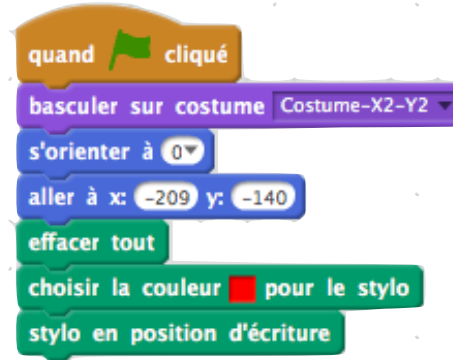 quand cliqué
basculer sur costume Costume-X2-Y2
s'orienter à 0
aller à x: -209 y: -140
effacer tout
choisir la couleur pour le stylo
stylo en position d'écriture